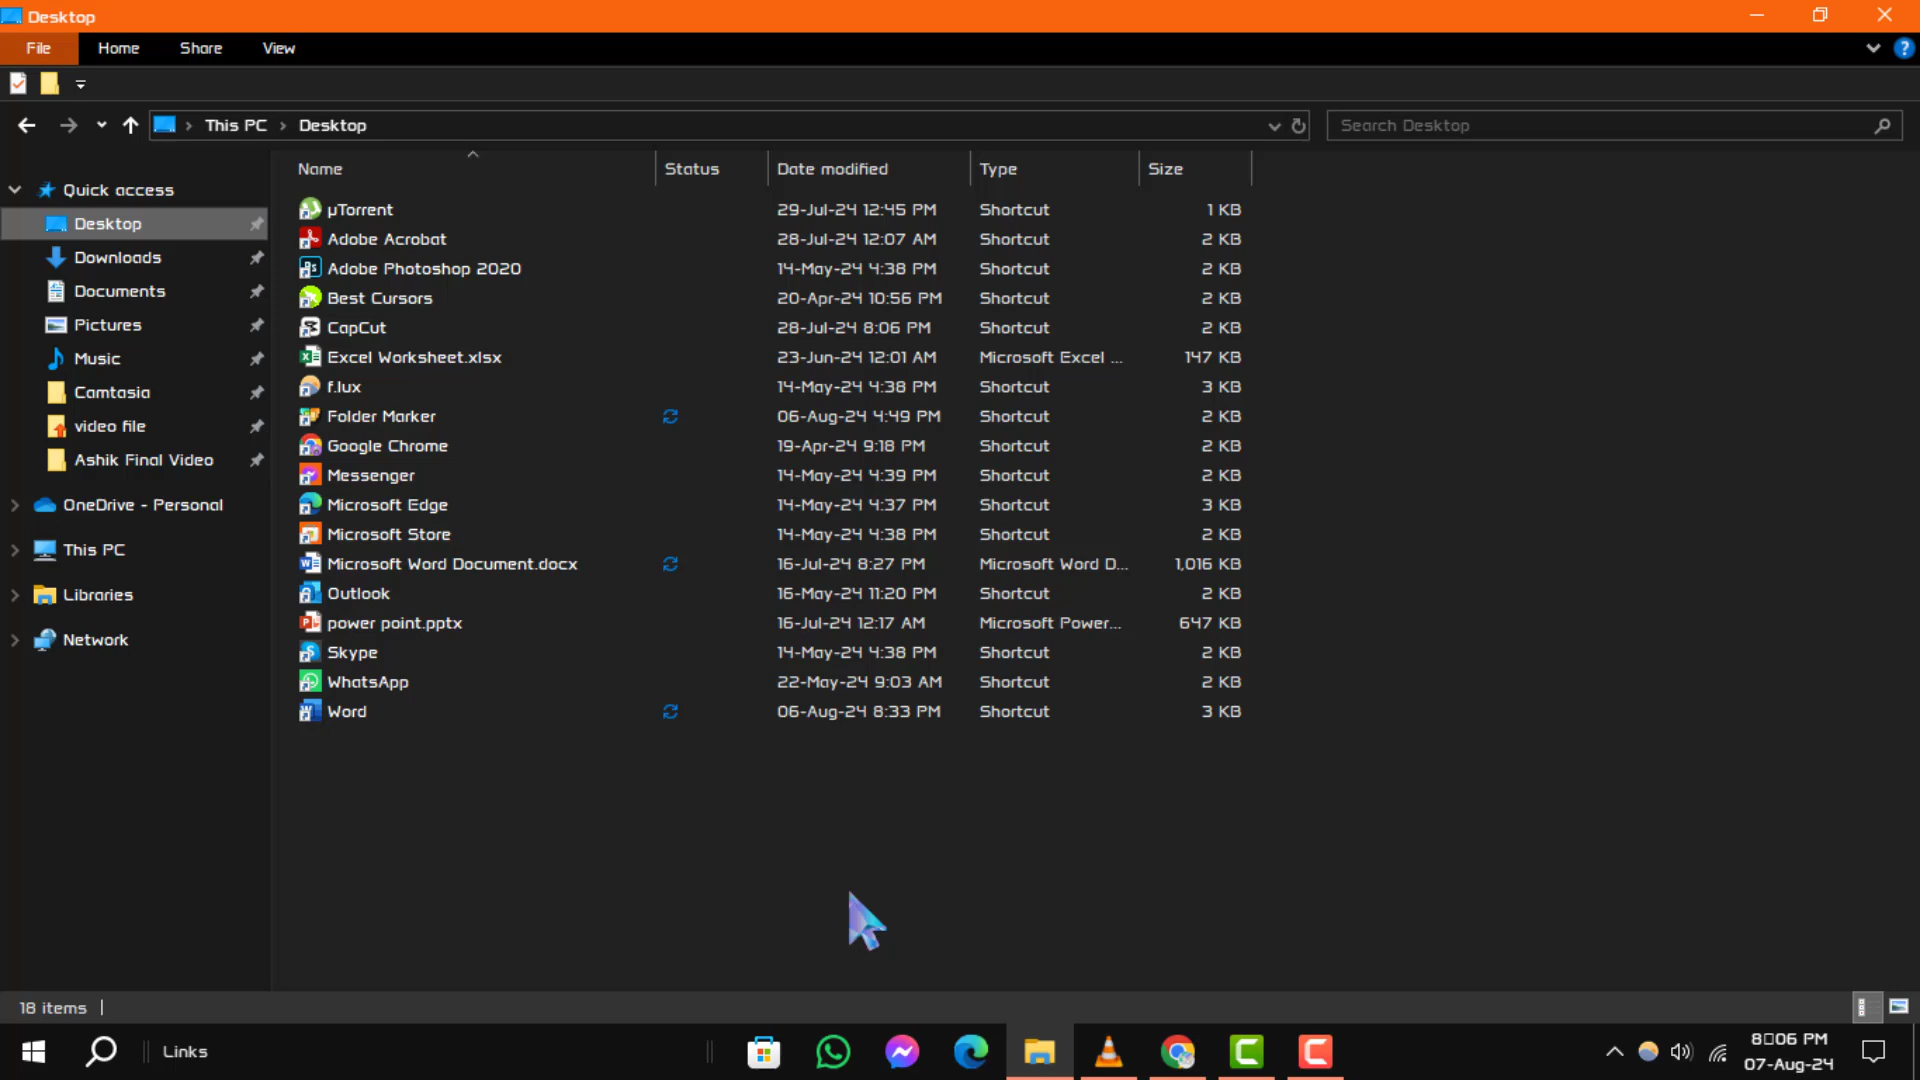 Desktop
File Home Share View
This PC > Desktop
Search Desktop
Name Status Date modified Type Size
Quick access
Desktop
Downloads
Documents
Pictures
Music
Camtasia
video file
Ashik Final Video
OneDrive - Personal
This PC
Libraries
Network
µTorrent 29-Jul-24 12:45 PM Shortcut 1 KB
Adobe Acrobat 28-Jul-24 12:07 AM Shortcut 2 KB
Adobe Photoshop 2020 14-May-24 4:38 PM Shortcut 2 KB
Best Cursors 20-Apr-24 10:56 PM Shortcut 2 KB
CapCut 28-Jul-24 8:06 PM Shortcut 2 KB
Excel Worksheet.xlsx 23-Jun-24 12:01 AM Microsoft Excel ... 147 KB
f.lux 14-May-24 4:38 PM Shortcut 3 KB
Folder Marker 06-Aug-24 4:49 PM Shortcut 2 KB
Google Chrome 19-Apr-24 9:18 PM Shortcut 2 KB
Messenger 14-May-24 4:39 PM Shortcut 2 KB
Microsoft Edge 14-May-24 4:37 PM Shortcut 3 KB
Microsoft Store 14-May-24 4:38 PM Shortcut 2 KB
Microsoft Word Document.docx 16-Jul-24 8:27 PM Microsoft Word D... 1,016 KB
Outlook 16-May-24 11:20 PM Shortcut 2 KB
power point.pptx 16-Jul-24 12:17 AM Microsoft Power... 647 KB
Skype 14-May-24 4:38 PM Shortcut 2 KB
WhatsApp 22-May-24 9:03 AM Shortcut 2 KB
Word 06-Aug-24 8:33 PM Shortcut 3 KB
18 items
Links
8□06 PM
07-Aug-24